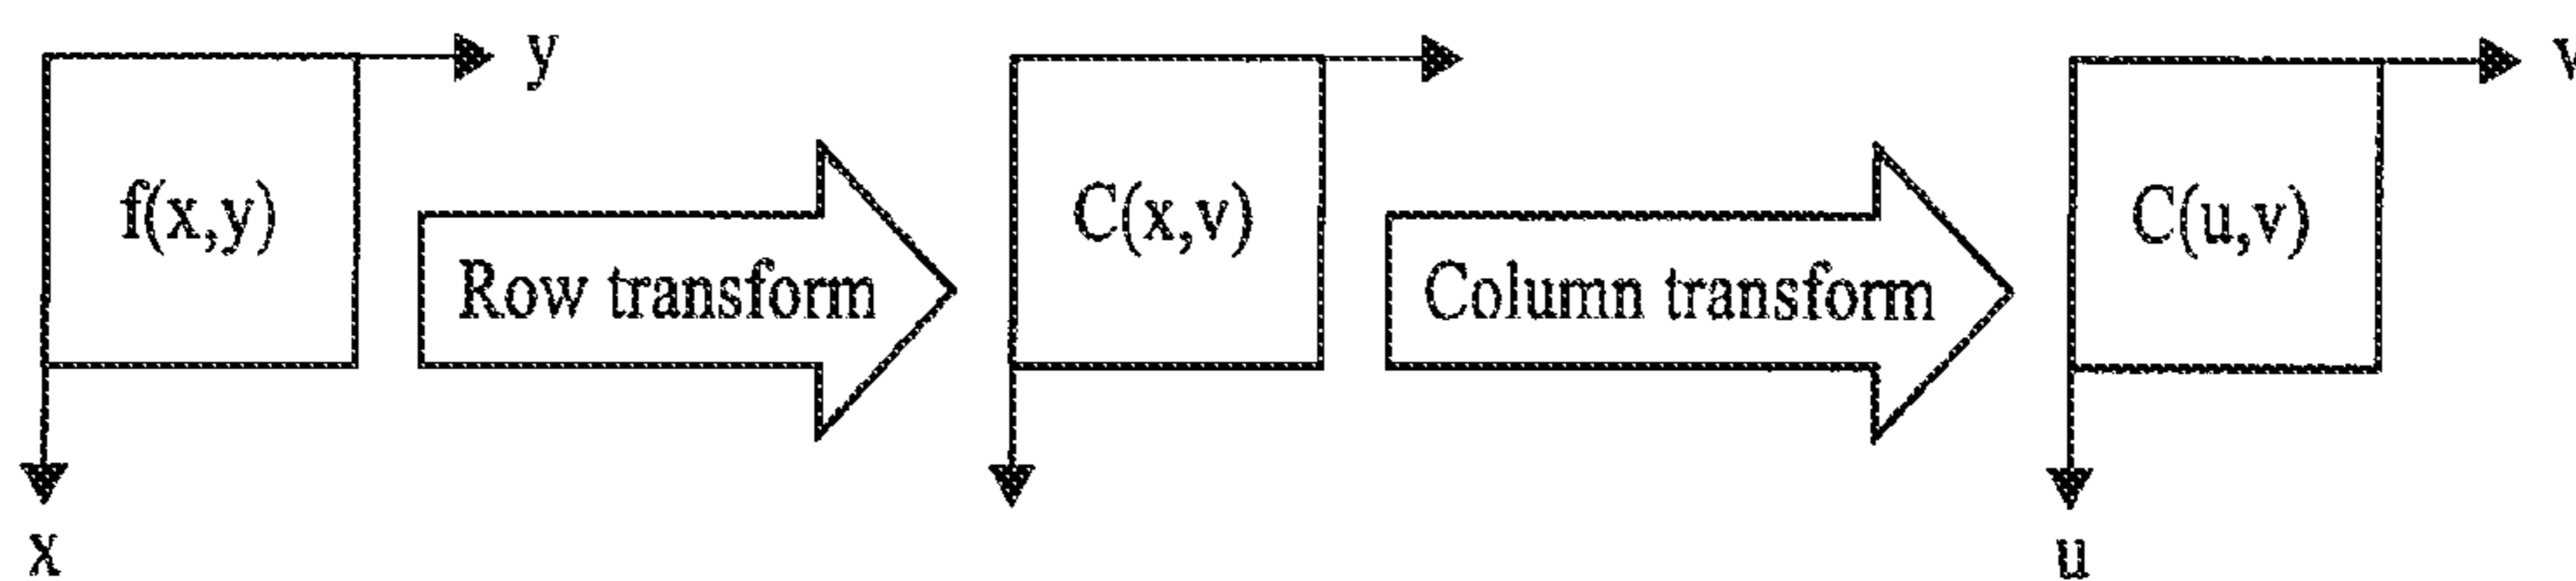 y
v
f(x,y)
C(x,v)
C(u,v)
Row transform
Column transform
x
u